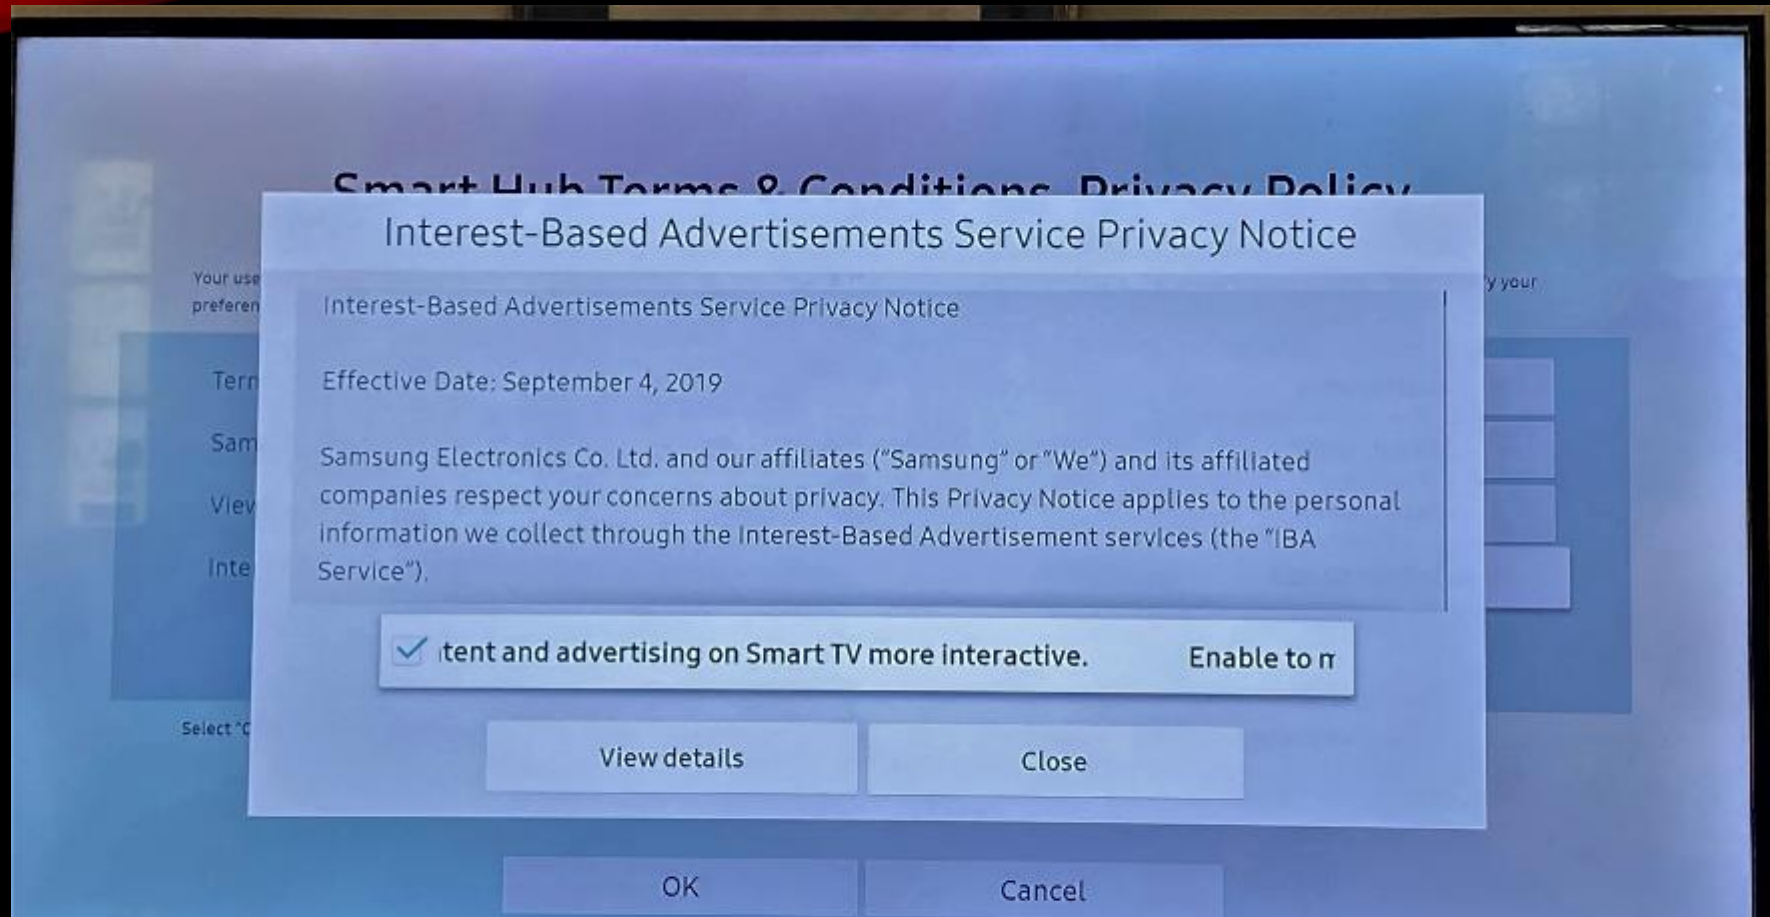 Smart Hub Terms & Conditions, Privacy Policy
Interest-Based Advertisements Service Privacy Notice
Your use
y your
preferen
Interest-Based Advertisements Service Privacy Notice
Tern
Effective Date: September 4, 2019
Sam
Samsung Electronics Co. Ltd. and our affiliates ("Samsung" or "We") and its affiliated
companies respect your concerns about privacy. This Privacy Notice applies to the personal
View
information we collect through the Interest-Based Advertisement services (the "IBA
Inte
Service").
tent and advertising on Smart TV more interactive. Enable to m
Select "C
View details
Close
OK
Cancel